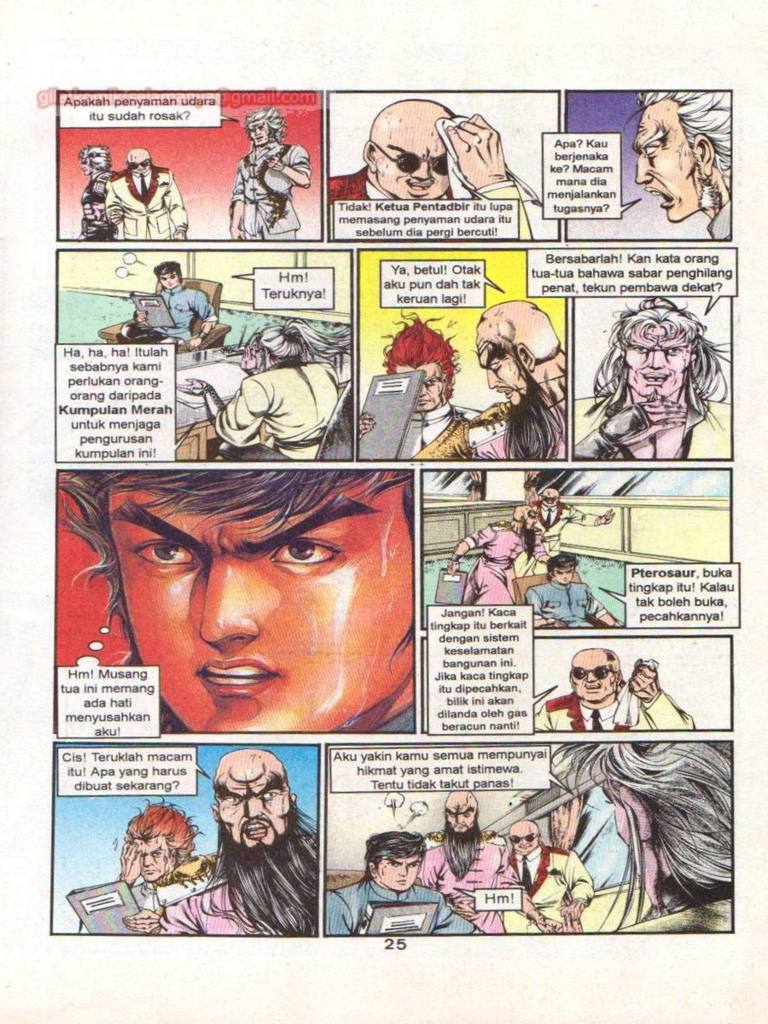 Apakah penyaman udara
itu sudah rosak?
Tidak! Ketua Pentadbir itu lupa
memasang penyaman udara itu
sebelum dia pergi bercuti!
Apa? Kau
berjenaka
ke? Macam
mana dia
menjalankan
tugasnya?
Hm!
Teruknya!
Ha, ha, ha! Itulah
sebabnya kami
perlukan orang-
orang daripada
Kumpulan Merah
untuk menjaga
pengurusan
kumpulan ini!
Ya, betul! Otak
aku pun dah tak
keruan lagi!
Bersabarlah! Kan kata orang
tua-tua bahawa sabar penghilang
penat, tekun pembawa dekat?
Hm! Musang
tua ini memang
ada hati
menyusahkan
aku!
Pterosaur, buka
tingkap itu! Kalau
tak boleh buka,
pecahkannya!
Jangan! Kaca
tingkap itu berkait
dengan sistem
keselamatan
bangunan ini.
Jika kaca tingkap
itu dipecahkan,
bilik ini akan
dilanda oleh gas
beracun nanti!
Cis! Teruklah macam
itu! Apa yang harus
dibuat sekarang?
Aku yakin kamu semua mempunyai
hikmat yang amat istimewa.
Tentu tidak takut panas!
Hm!
25